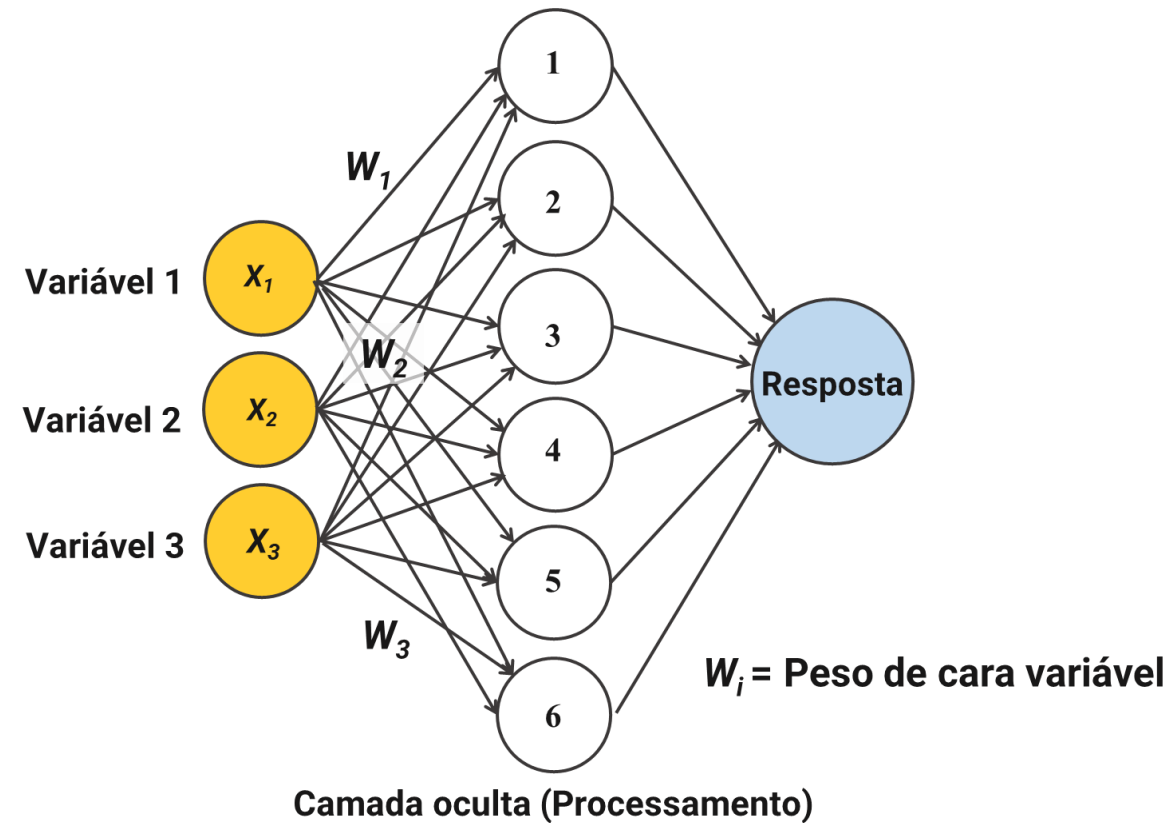 1
W1
2
Variável 1
X1
3
W2
Resposta
Variável 2
X2
4
Variável 3
X3
5
W3
Wi = Peso de cara variável
6
Camada oculta (Processamento)